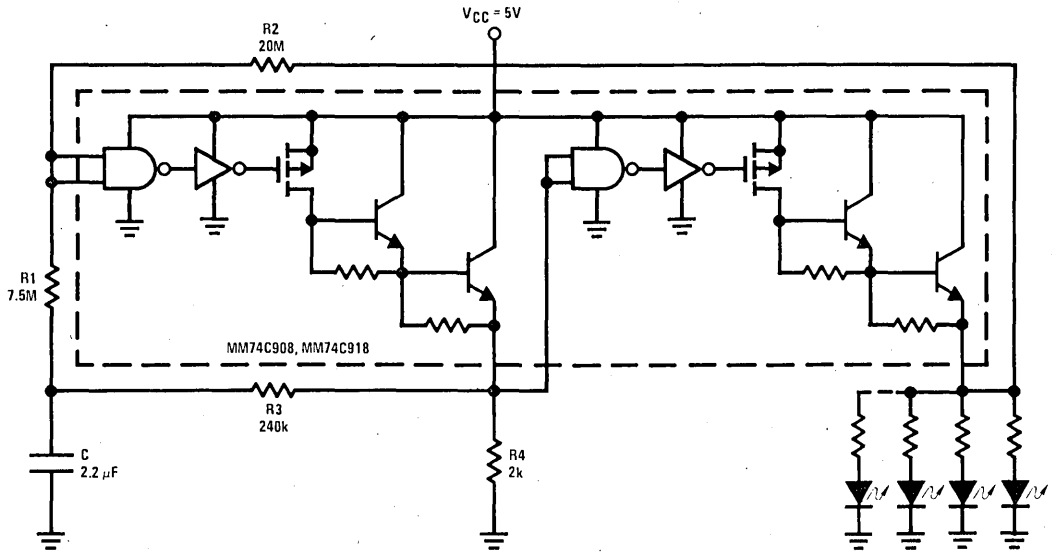 V_CC = 5V
R2
20M
R1
7.5M
MM74C908, MM74C918
R3
240k
C
2.2 μF
R4
2k